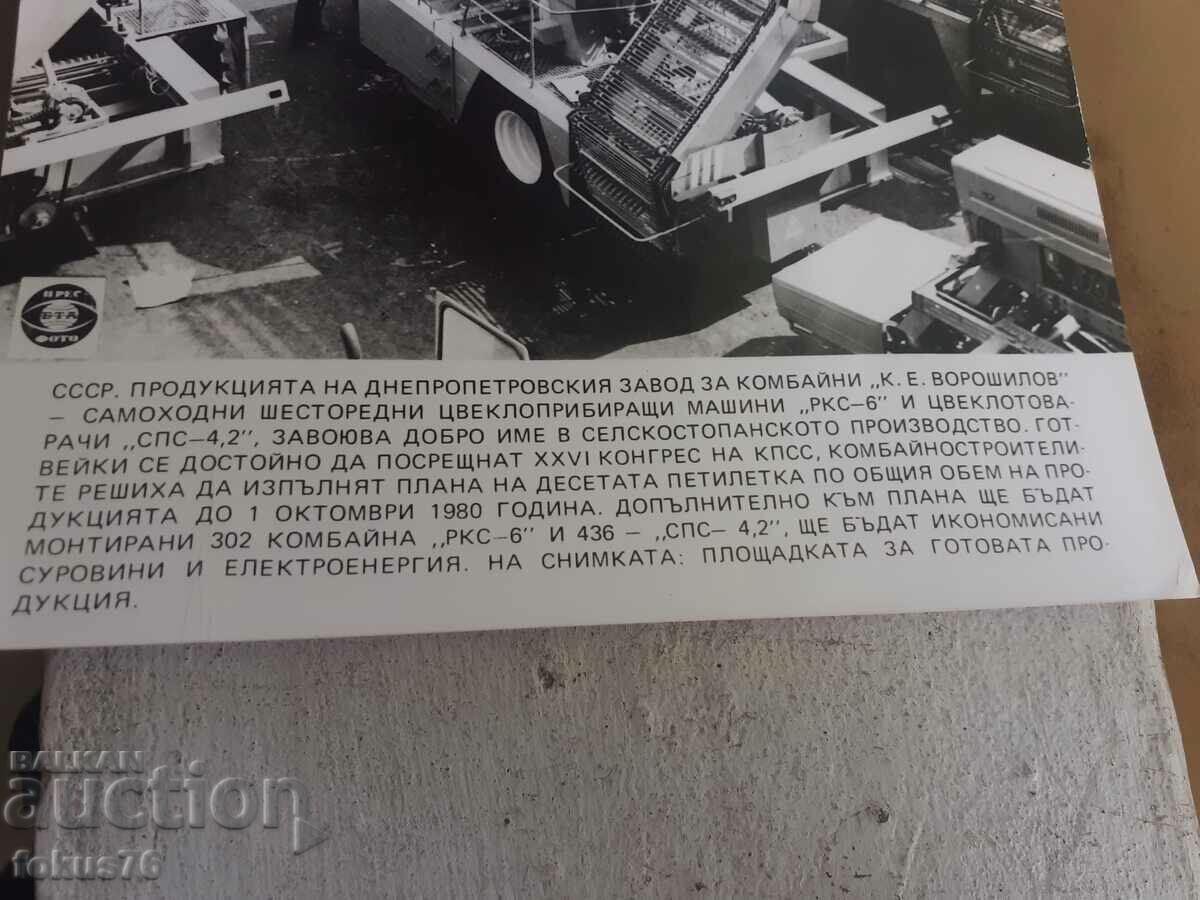 ПРЕС
БТА
ФОТО
СССР. ПРОДУКЦИЯТА НА ДНЕПРОПЕТРОВСКИЯ ЗАВОД ЗА КОМБАЙНИ „К. Е. ВОРОШИЛОВ”
– САМОХОДНИ ШЕСТОРЕДНИ ЦВЕКЛОПРИБИРАЩИ МАШИНИ „РКС–6” И ЦВЕКЛОТОВА-
РАЧИ „СПС–4,2”, ЗАВОЮВА ДОБРО ИМЕ В СЕЛСКОСТОПАНСКОТО ПРОИЗВОДСТВО. ГОТ-
ВЕЙКИ СЕ ДОСТОЙНО ДА ПОСРЕЩНАТ XXVI КОНГРЕС НА КПСС, КОМБАЙНОСТРОИТЕЛИ-
ТЕ РЕШИХА ДА ИЗПЪЛНЯТ ПЛАНА НА ДЕСЕТАТА ПЕТИЛЕТКА ПО ОБЩИЯ ОБЕМ НА ПРО-
ДУКЦИЯТА ДО 1 ОКТОМВРИ 1980 ГОДИНА. ДОПЪЛНИТЕЛНО КЪМ ПЛАНА ЩЕ БЪДАТ
МОНТИРАНИ 302 КОМБАЙНА „РКС–6” И 436 – „СПС– 4,2”, ЩЕ БЪДАТ ИКОНОМИСАНИ
СУРОВИНИ И ЕЛЕКТРОЕНЕРГИЯ. НА СНИМКАТА: ПЛОЩАДКАТА ЗА ГОТОВАТА ПРО-
ДУКЦИЯ.
BALKAN
auction
fokus76